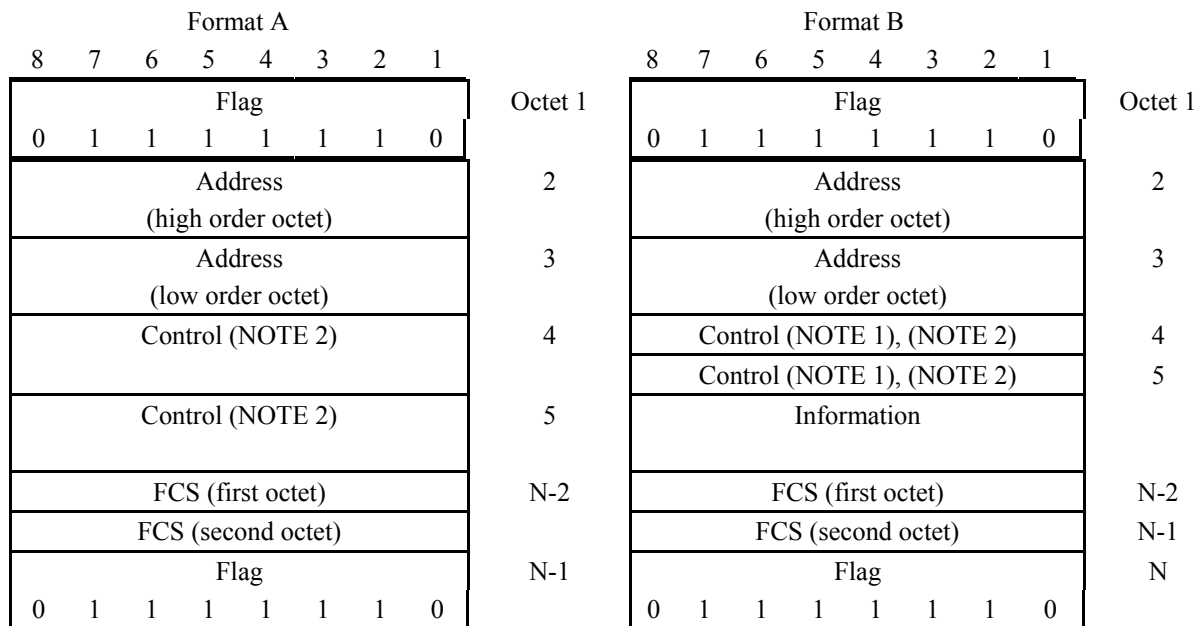 Format A Format B
8 7 6 5 4 3 2 1 8 7 6 5 4 3 2 1
Flag Octet 1 Flag Octet 1
0 1 1 1 1 1 1 0 0 1 1 1 1 1 1 0
Address 2 Address 2
(high order octet) (high order octet)
Address 3 Address 3
(low order octet) (low order octet)
Control (NOTE 2) 4 Control (NOTE 1), (NOTE 2) 4
Control (NOTE 1), (NOTE 2) 5
Control (NOTE 2) 5 Information
FCS (first octet) N-2 FCS (first octet) N-2
FCS (second octet) FCS (second octet) N-1
Flag N-1 Flag N
0 1 1 1 1 1 1 0 0 1 1 1 1 1 1 0